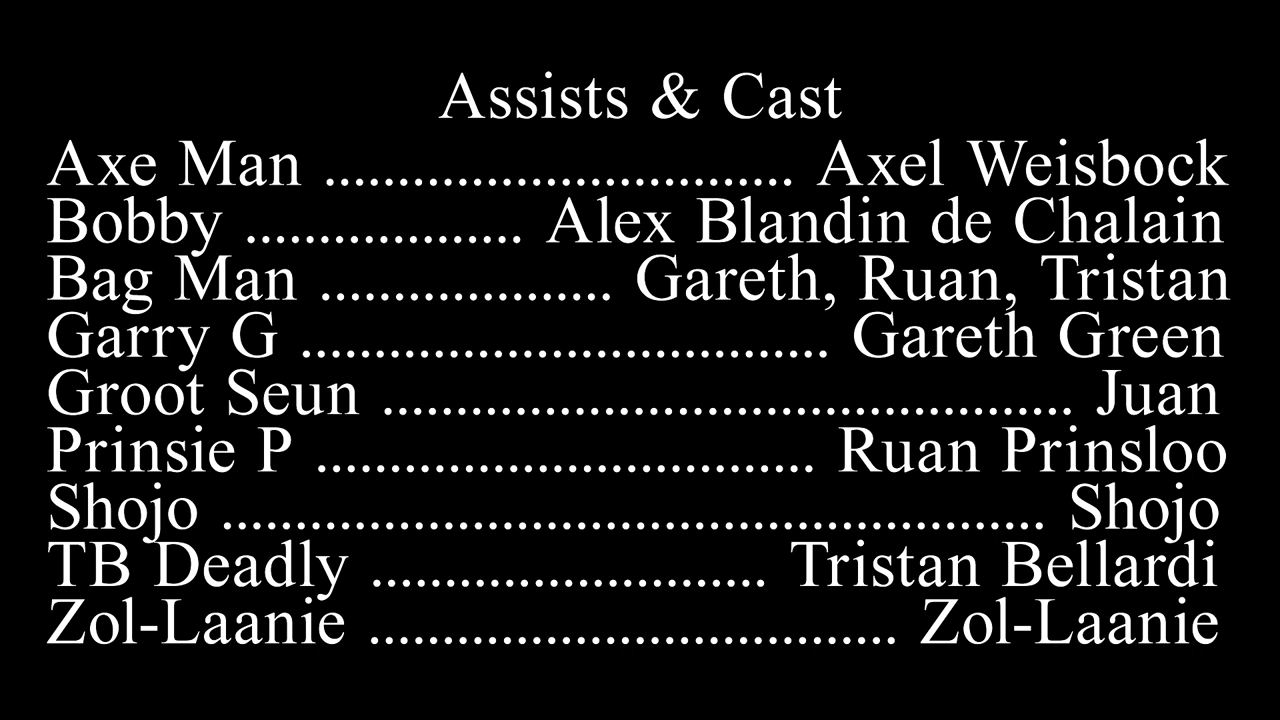 Assists & Cast
Axe Man ................................ Axel Weisbock
Bobby ................... Alex Blandin de Chalain
Bag Man .................... Gareth, Ruan, Tristan
Garry G .................................... Gareth Green
Groot Seun ............................................... Juan
Prinsie P .................................. Ruan Prinsloo
Shojo ........................................................ Shojo
TB Deadly ........................... Tristan Bellardi
Zol-Laanie .................................... Zol-Laanie